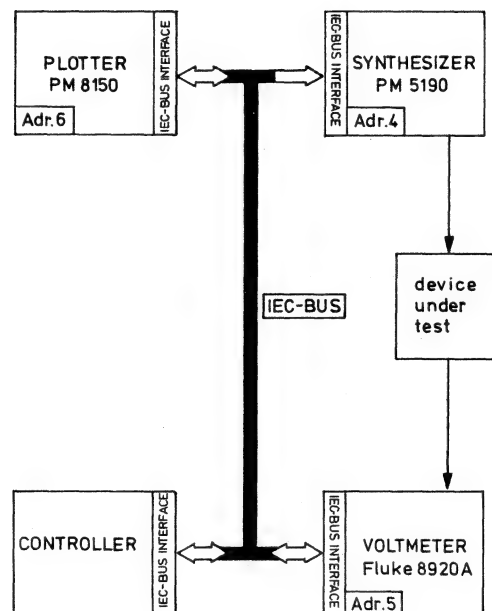 PLOTTER
PM 8150
Adr.6
IEC-BUS INTERFACE
IEC-BUS INTERFACE
SYNTHESIZER
PM 5190
Adr.4
device
under
test
IEC-BUS
CONTROLLER
IEC-BUS INTERFACE
IEC-BUS INTERFACE
VOLTMETER
Fluke 8920A
Adr.5